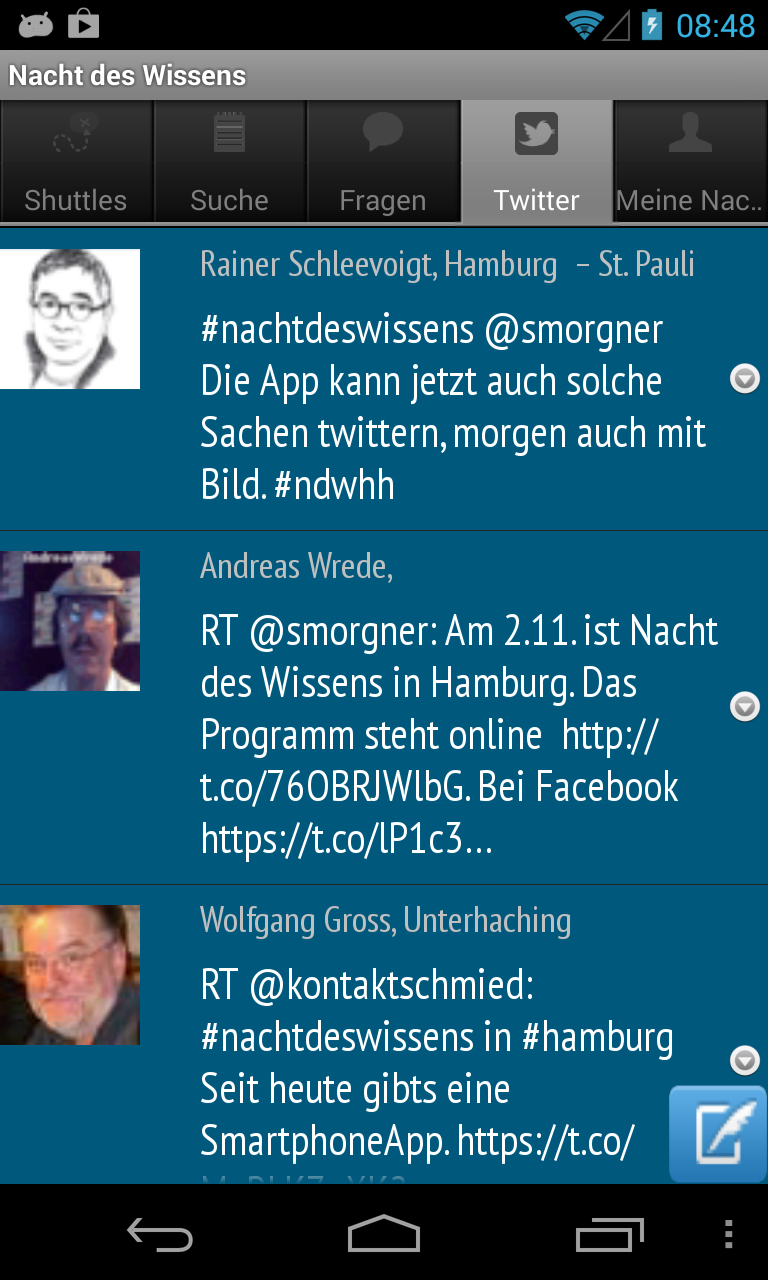 08:48
Nacht des Wissens
Shuttles
Suche
Fragen
Twitter
Meine Nac..
Rainer Schleevoigt, Hamburg – St. Pauli
#nachtdeswissens @smorgner
Die App kann jetzt auch solche
Sachen twittern, morgen auch mit
Bild. #ndwhh
Andreas Wrede,
RT @smorgner: Am 2.11. ist Nacht
des Wissens in Hamburg. Das
Programm steht online http://
t.co/76OBRJWlbG. Bei Facebook
https://t.co/lP1c3...
Wolfgang Gross, Unterhaching
RT @kontaktschmied:
#nachtdeswissens in #hamburg
Seit heute gibts eine
SmartphoneApp. https://t.co/